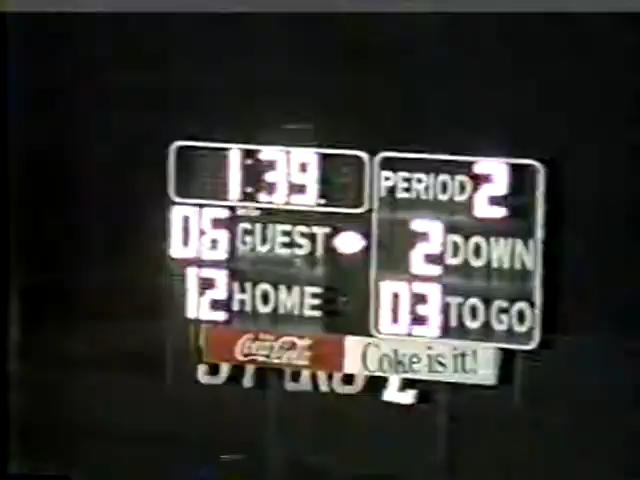 1:39
PERIOD 2
06 GUEST
2 DOWN
12 HOME
03 TO GO
Coca-Cola
Coke is it!